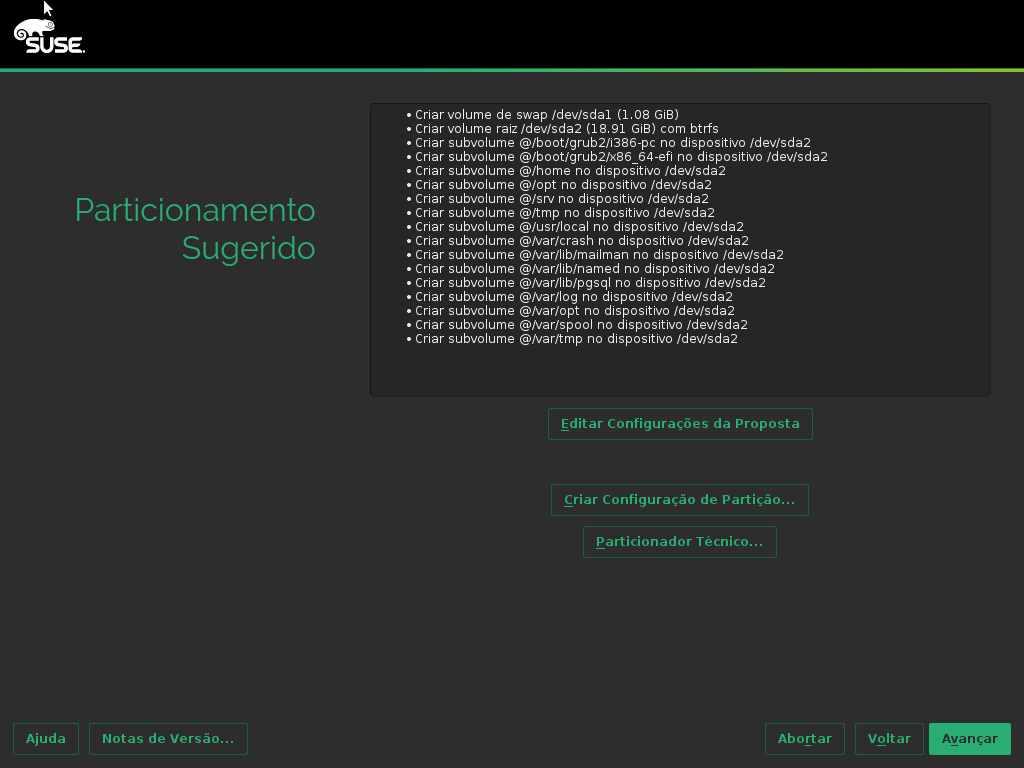 SUSE.
Particionamento
Sugerido
• Criar volume de swap /dev/sda1 (1.08 GiB)
• Criar volume raiz /dev/sda2 (18.91 GiB) com btrfs
• Criar subvolume @/boot/grub2/i386-pc no dispositivo /dev/sda2
• Criar subvolume @/boot/grub2/x86_64-efi no dispositivo /dev/sda2
• Criar subvolume @/home no dispositivo /dev/sda2
• Criar subvolume @/opt no dispositivo /dev/sda2
• Criar subvolume @/srv no dispositivo /dev/sda2
• Criar subvolume @/tmp no dispositivo /dev/sda2
• Criar subvolume @/usr/local no dispositivo /dev/sda2
• Criar subvolume @/var/crash no dispositivo /dev/sda2
• Criar subvolume @/var/lib/mailman no dispositivo /dev/sda2
• Criar subvolume @/var/lib/named no dispositivo /dev/sda2
• Criar subvolume @/var/lib/pgsql no dispositivo /dev/sda2
• Criar subvolume @/var/log no dispositivo /dev/sda2
• Criar subvolume @/var/opt no dispositivo /dev/sda2
• Criar subvolume @/var/spool no dispositivo /dev/sda2
• Criar subvolume @/var/tmp no dispositivo /dev/sda2
Editar Configurações da Proposta
Criar Configuração de Partição...
Particionador Técnico...
Ajuda
Notas de Versão...
Abortar
Voltar
Avançar